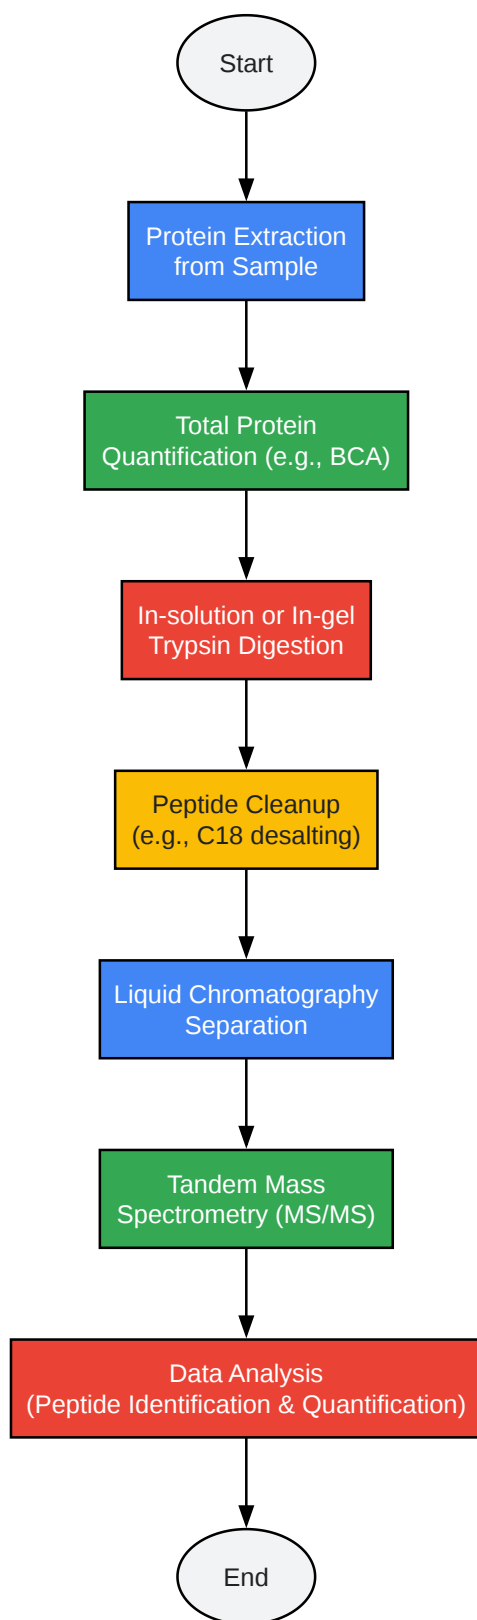 Start
Protein Extraction
from Sample
Total Protein
Quantification (e.g., BCA)
In-solution or In-gel
Trypsin Digestion
Peptide Cleanup
(e.g., C18 desalting)
Liquid Chromatography
Separation
Tandem Mass
Spectrometry (MS/MS)
Data Analysis
(Peptide Identification & Quantification)
End